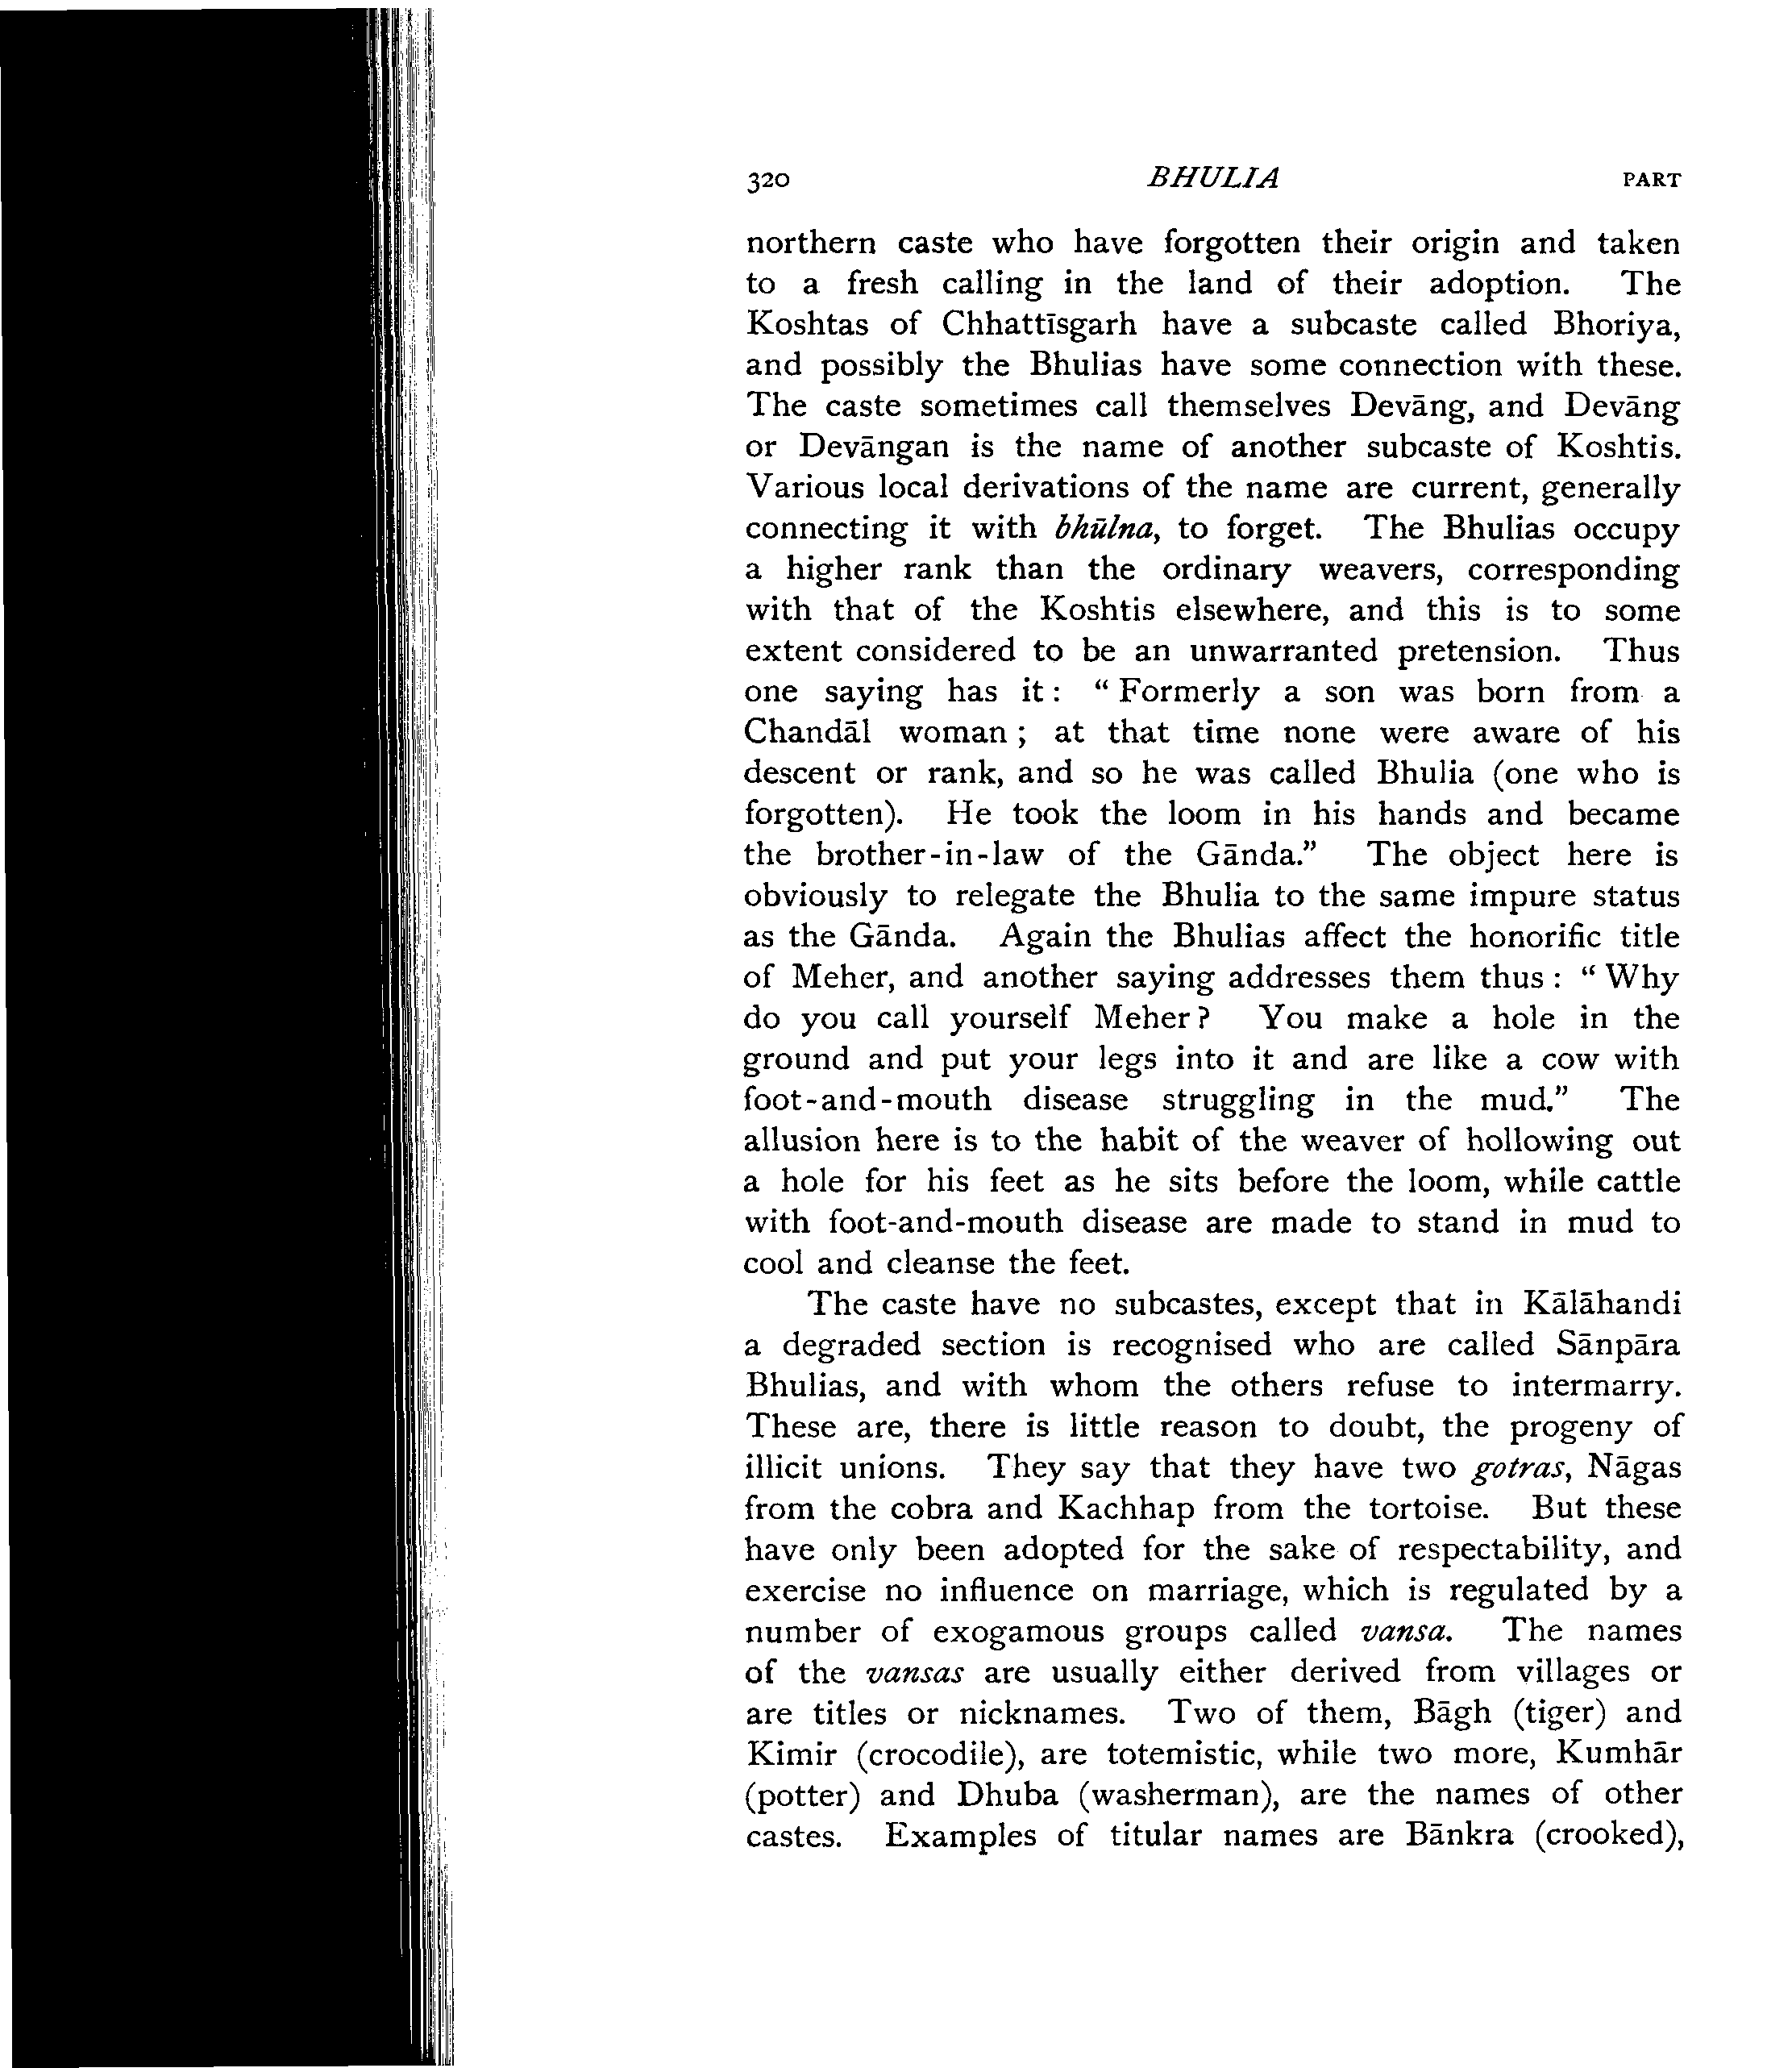 320 BHULIA PART
northern caste who have forgotten their origin and taken
to a fresh calling in the land of their adoption. The
Koshtas of Chhattīsgarh have a subcaste called Bhoriya,
and possibly the Bhulias have some connection with these.
The caste sometimes call themselves Devāng, and Devāng
or Devāngan is the name of another subcaste of Koshtis.
Various local derivations of the name are current, generally
connecting it with bhūlna, to forget. The Bhulias occupy
a higher rank than the ordinary weavers, corresponding
with that of the Koshtis elsewhere, and this is to some
extent considered to be an unwarranted pretension. Thus
one saying has it: “Formerly a son was born from a
Chandāl woman; at that time none were aware of his
descent or rank, and so he was called Bhulia (one who is
forgotten). He took the loom in his hands and became
the brother-in-law of the Gānda.” The object here is
obviously to relegate the Bhulia to the same impure status
as the Gānda. Again the Bhulias affect the honorific title
of Meher, and another saying addresses them thus: “Why
do you call yourself Meher? You make a hole in the
ground and put your legs into it and are like a cow with
foot-and-mouth disease struggling in the mud.” The
allusion here is to the habit of the weaver of hollowing out
a hole for his feet as he sits before the loom, while cattle
with foot-and-mouth disease are made to stand in mud to
cool and cleanse the feet.
The caste have no subcastes, except that in Kālāhandi
a degraded section is recognised who are called Sānpāra
Bhulias, and with whom the others refuse to intermarry.
These are, there is little reason to doubt, the progeny of
illicit unions. They say that they have two gotras, Nāgas
from the cobra and Kachhap from the tortoise. But these
have only been adopted for the sake of respectability, and
exercise no influence on marriage, which is regulated by a
number of exogamous groups called vansa. The names
of the vansas are usually either derived from villages or
are titles or nicknames. Two of them, Bāgh (tiger) and
Kimir (crocodile), are totemistic, while two more, Kumhār
(potter) and Dhuba (washerman), are the names of other
castes. Examples of titular names are Bānkra (crooked),